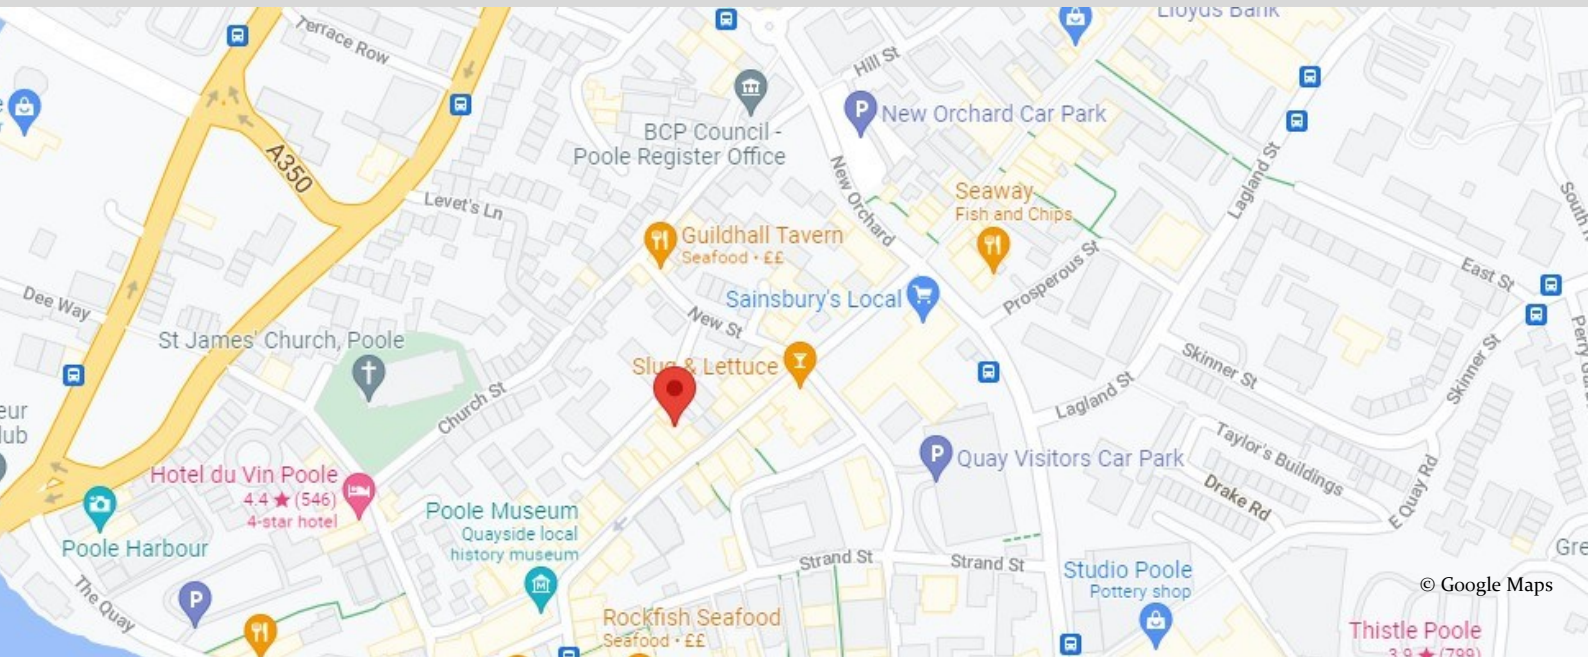 Lloyds Bank
Terrace Row
Hill St
New Orchard Car Park
BCP Council -
Poole Register Office
A350
Levet's Ln
New Orchard
Seaway
Fish and Chips
Lagland St
Guildhall Tavern
Seafood · ££
Prosperous St
East St
Dee Way
Sainsbury's Local
New St
St James' Church, Poole
Slug & Lettuce
Skinner St
Skinner St
Church St
Lagland St
Taylor's Buildings
Quay Visitors Car Park
Drake Rd
E Quay Rd
Hotel du Vin Poole
4.4 ★ (546)
4-star hotel
Poole Museum
Quayside local
history museum
Poole Harbour
Strand St
Strand St
The Quay
Studio Poole
Pottery shop
© Google Maps
Rockfish Seafood
Seafood · ££
Thistle Poole
3.9 ★ (799)
P
P
P